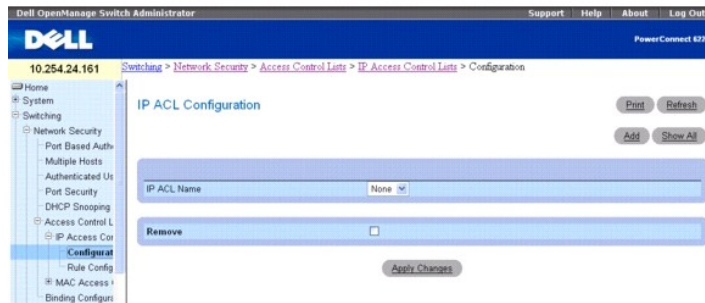 Dell OpenManage Switch Administrator
Support Help About Log Out
DELL
PowerConnect 622
10.254.24.161
Switching > Network Security > Access Control Lists > IP Access Control Lists > Configuration
Home
System
Switching
Network Security
Port Based Auth
Multiple Hosts
Authenticated Us
Port Security
DHCP Snooping
Access Control L
IP Access Cor
Configurat
Rule Config
MAC Access
Binding Configura
IP ACL Configuration
Print Refresh
Add Show All
IP ACL Name None
Remove
Apply Changes